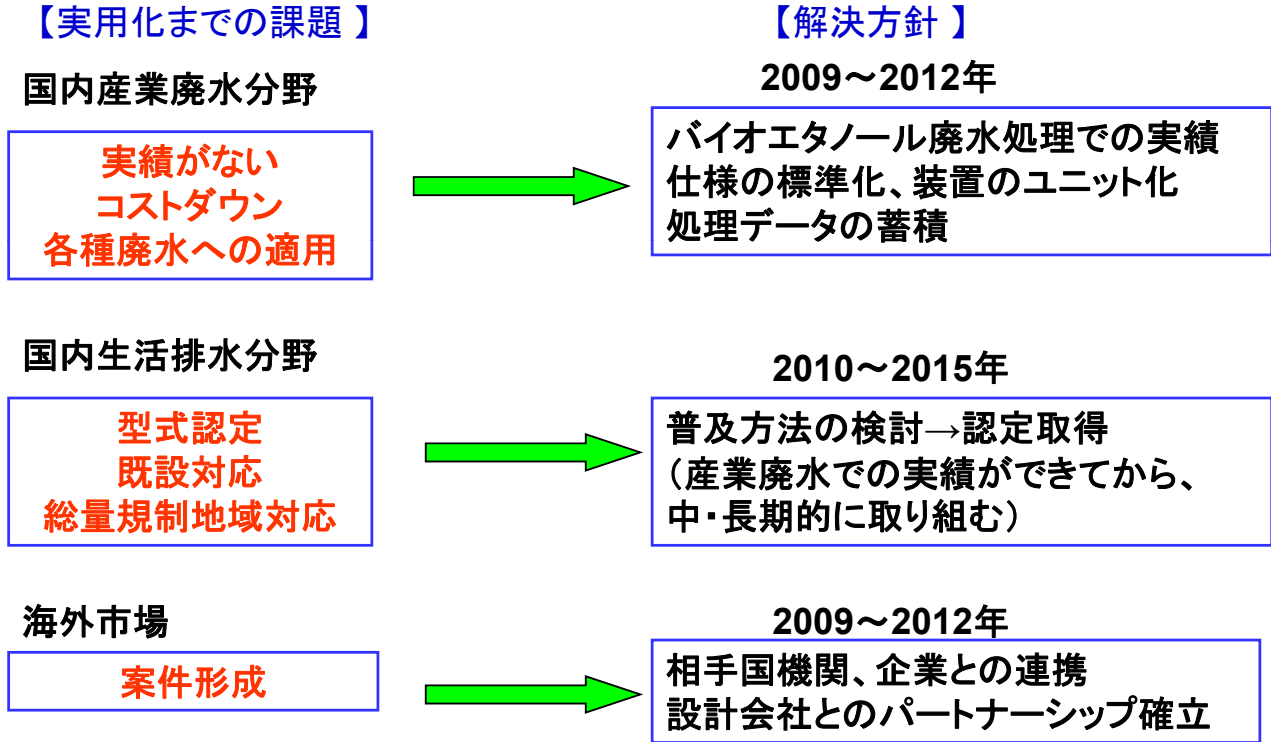 【実用化までの課題 】
【解決方針 】
国内産業廃水分野
2009～2012年
実績がない
コストダウン
各種廃水への適用
バイオエタノール廃水処理での実績
仕様の標準化、装置のユニット化
処理データの蓄積
国内生活排水分野
2010～2015年
型式認定
既設対応
総量規制地域対応
普及方法の検討→認定取得
（産業廃水での実績ができてから、
中・長期的に取り組む）
海外市場
2009～2012年
案件形成
相手国機関、企業との連携
設計会社とのパートナーシップ確立